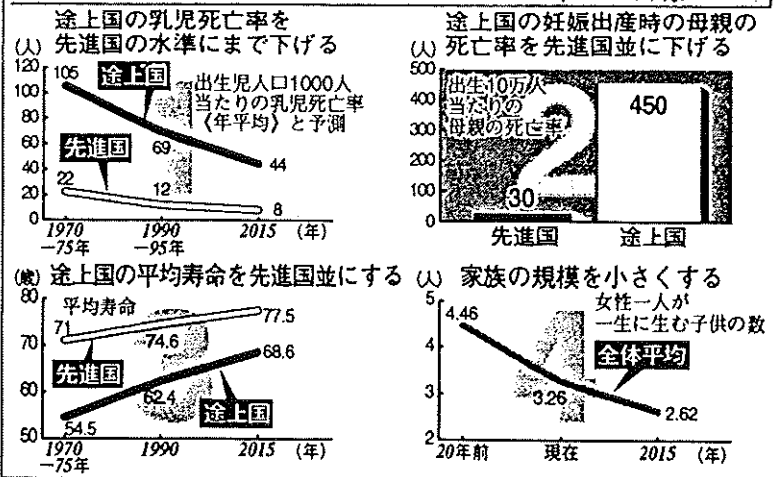 途上国の乳児死亡率を
先進国の水準にまで下げる
(人)
120
100
80
60
40
20
0
105
途上国
出生児人口1000人
当たりの乳児死亡率
《年平均》と予測
69
44
先進国
22
12
8
1
1970
―75年
1990
―95年
2015
(年)
途上国の妊娠出産時の母親の
死亡率を先進国並に下げる
(人)
500
400
300
200
100
0
出生10万人
当たりの
母親の死亡率
2
450
30
先進国
途上国
(歳)
途上国の平均寿命を先進国並にする
80
70
60
50
平均寿命
71
74.6
77.5
先進国
3
62.4
68.6
途上国
54.5
1970
―75年
1990
2015
(年)
(人)
家族の規模を小さくする
5
4
3
2
4.46
女性一人が
一生に生む子供の数
全体平均
4
3.26
2.62
20年前
現在
2015
(年)